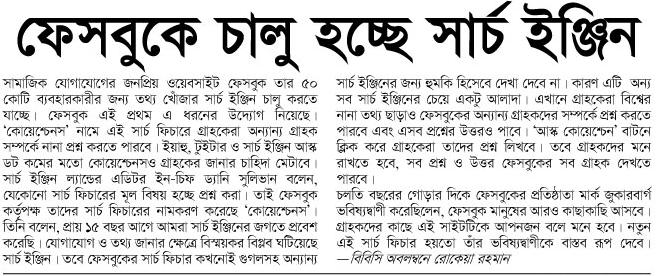 ফেসবুকে চালু হচ্ছে সার্চ ইঞ্জিন
সামাজিক যোগাযোগের জনপ্রিয় ওয়েবসাইট ফেসবুক তার ৫০
কোটি ব্যবহারকারীর জন্য তথ্য খোঁজার সার্চ ইঞ্জিন চালু করতে
যাচ্ছে। ফেসবুক এই প্রথম এ ধরনের উদ্যোগ নিয়েছে।
‘কোয়েশ্চেনস’ নামে এই সার্চ ফিচারে গ্রাহকেরা অন্যান্য গ্রাহক
সম্পর্কে নানা প্রশ্ন করতে পারবে। ইয়াহু, টুইটার ও সার্চ ইঞ্জিন আস্ক
ডট কমের মতো কোয়েশ্চেনসও গ্রাহকের জানার চাহিদা মেটাবে।
সার্চ ইঞ্জিন ল্যান্ডের এডিটর ইন-চিফ ড্যানি সুলিভান বলেন,
যেকোনো সার্চ ফিচারের মূল বিষয় হচ্ছে প্রশ্ন করা। তাই ফেসবুক
কর্তৃপক্ষ তাদের সার্চ ফিচারের নামকরণ করেছে ‘কোয়েশ্চেনস’।
তিনি বলেন, প্রায় ১৫ বছর আগে আমরা সার্চ ইঞ্জিনের জগতে প্রবেশ
করেছি। যোগাযোগ ও তথ্য জানার ক্ষেত্রে বিস্ময়কর বিপ্লব ঘটিয়েছে
সার্চ ইঞ্জিন। তবে ফেসবুকের সার্চ ফিচার কখনোই গুগলসহ অন্যান্য
সার্চ ইঞ্জিনের জন্য হুমকি হিসেবে দেখা দেবে না। কারণ এটি অন্য
সব সার্চ ইঞ্জিনের চেয়ে একটু আলাদা। এখানে গ্রাহকেরা বিশ্বের
নানা তথ্য ছাড়াও ফেসবুকের অন্যান্য গ্রাহকদের সম্পর্কে প্রশ্ন করতে
পারবে এবং এসব প্রশ্নের উত্তরও পাবে। ‘আস্ক কোয়েশ্চেন’ বাটনে
ক্লিক করে গ্রাহকেরা তাদের প্রশ্ন লিখবে। তবে গ্রাহকদের মনে
রাখতে হবে, সব প্রশ্ন ও উত্তর ফেসবুকের সব গ্রাহক দেখতে
পারবে।
চলতি বছরের গোড়ার দিকে ফেসবুকের প্রতিষ্ঠাতা মার্ক জুকারবার্গ
ভবিষ্যদ্বাণী করেছিলেন, ফেসবুক মানুষের আরও কাছাকাছি আসবে।
গ্রাহকদের কাছে এই সাইটটিকে আপনজন বলে মনে হবে। নতুন
এই সার্চ ফিচার হয়তো তাঁর ভবিষ্যদ্বাণীকে বাস্তব রূপ দেবে।
—বিবিসি অবলম্বনে রোকেয়া রহমান